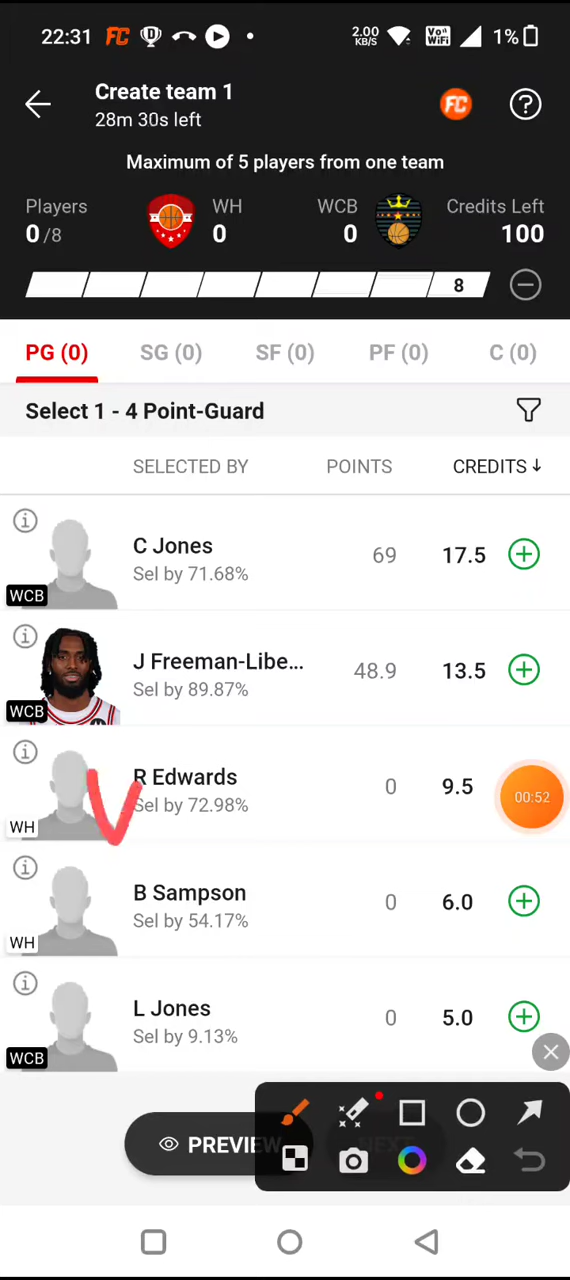 22:31 FC 2.00 KB/S Vo WiFi 1%
Create team 1
28m 30s left
FC ?
Maximum of 5 players from one team
Players WH WCB Credits Left
0/8 0 0 100
8
PG (0) SG (0) SF (0) PF (0) C (0)
Select 1 - 4 Point-Guard
SELECTED BY POINTS CREDITS ↓
C Jones
Sel by 71.68%
69 17.5
WCB
J Freeman-Libe...
Sel by 89.87%
48.9 13.5
WCB
R Edwards
Sel by 72.98%
0 9.5
00:52
WH
B Sampson
Sel by 54.17%
0 6.0
WH
L Jones
Sel by 9.13%
0 5.0
WCB
PREVIEW NEXT